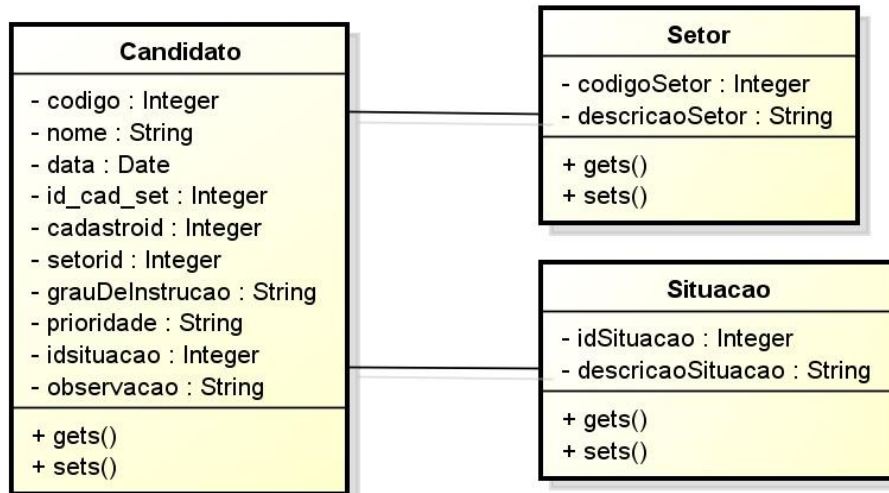 Candidato
- codigo : Integer
- nome : String
- data : Date
- id_cad_set : Integer
- cadastroid : Integer
- setorid : Integer
- grauDeInstrucao : String
- prioridade : String
- idsituacao : Integer
- observacao : String
+ gets()
+ sets()
Setor
- codigoSetor : Integer
- descricaoSetor : String
+ gets()
+ sets()
Situacao
- idSituacao : Integer
- descricaoSituacao : String
+ gets()
+ sets()